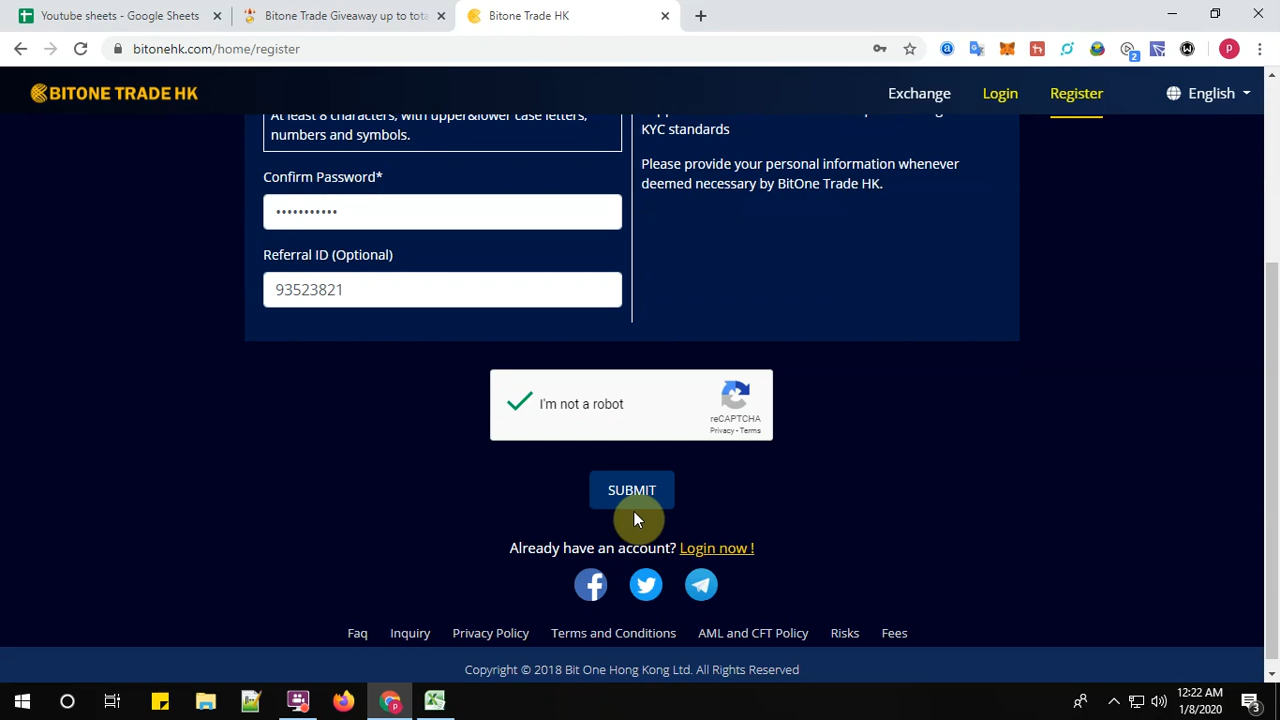 Youtube sheets - Google Sheets
Bitone Trade Giveaway up to tota
Bitone Trade HK
bitonehk.com/home/register
2
P
BITONE TRADE HK
Exchange
Login
Register
English
At least 8 characters, with upper&lower case letters,
numbers and symbols.
KYC standards
Please provide your personal information whenever
deemed necessary by BitOne Trade HK.
Confirm Password*
•••••••••••
Referral ID (Optional)
93523821
I'm not a robot
reCAPTCHA
Privacy - Terms
SUBMIT
Already have an account? Login now !
Faq Inquiry Privacy Policy Terms and Conditions AML and CFT Policy Risks Fees
Copyright © 2018 Bit One Hong Kong Ltd. All Rights Reserved
12:22 AM
1/8/2020
3